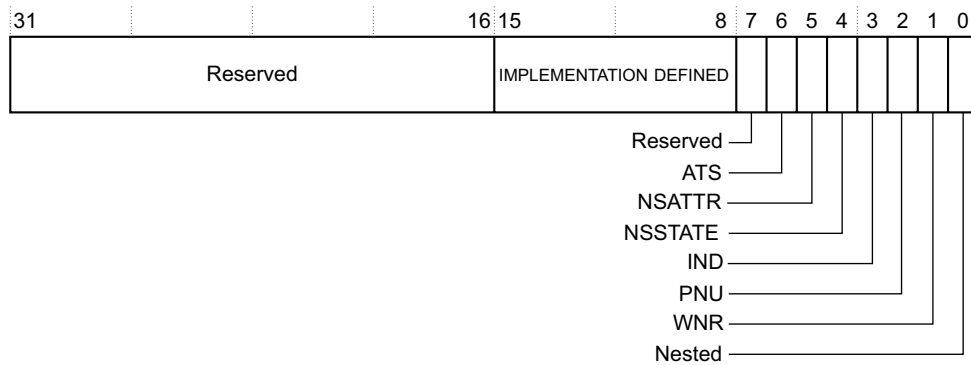 31 16 15 8 7 6 5 4 3 2 1 0
Reserved IMPLEMENTATION DEFINED
Reserved
ATS
NSATTR
NSSTATE
IND
PNU
WNR
Nested